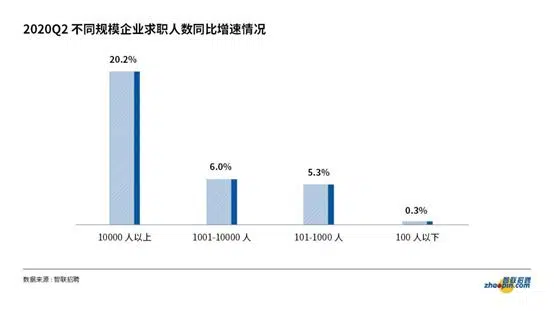 2020Q2 不同规模企业求职人数同比增速情况
20.2%
6.0%
5.3%
0.3%
10000 人以上
1001-10000 人
101-1000 人
100 人以下
数据来源：智联招聘
智联招聘
zhaopin.com